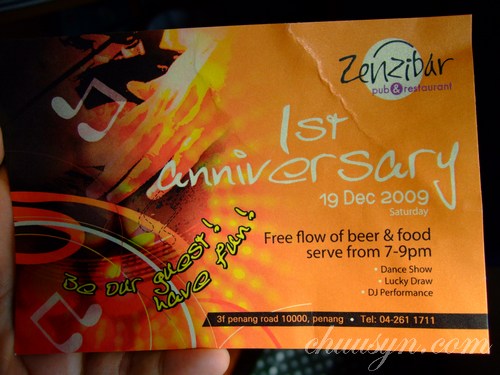 Zenzibar
pub & restaurant
1st
anniversary
19 Dec 2009
Saturday
Free flow of beer & food
serve from 7-9pm
· Dance Show
· Lucky Draw
· DJ Performance
Be our guest!
have fun!
3f penang road 10000, penang • Tel: 04-261 1711
chuusyn.com